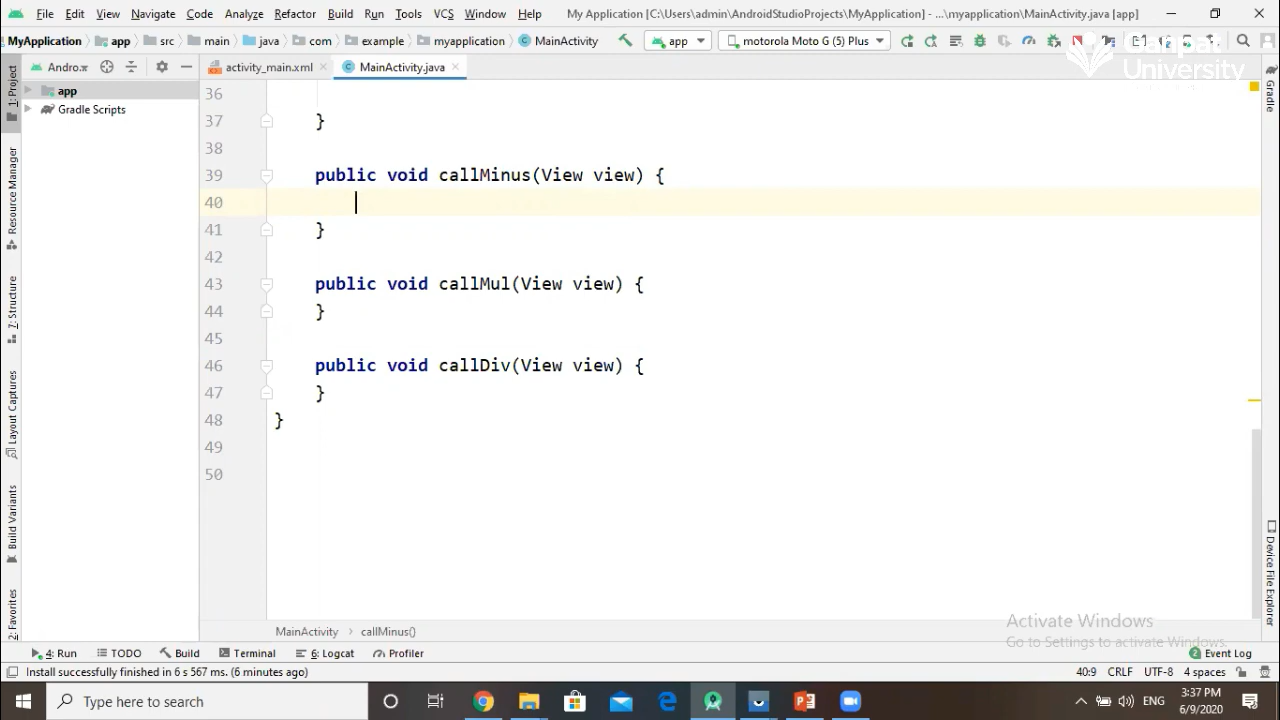 File Edit View Navigate Code Analyze Refactor Build Run Tools VCS Window Help My Application [C:\Users\admin\AndroidStudioProjects\MyApplication] - ...\myapplication\MainActivity.java [app]
MyApplication app src main java com example myapplication MainActivity app motorola Moto G (5) Plus
Ganpat
University
Andro... activity_main.xml MainActivity.java
app
Gradle Scripts
1: Project
Resource Manager
7: Structure
Layout Captures
Build Variants
2: Favorites
36
37 }
38
39 public void callMinus(View view) {
40
41 }
42
43 public void callMul(View view) {
44 }
45
46 public void callDiv(View view) {
47 }
48 }
49
50
Gradle
Device File Explorer
Activate Windows
Go to Settings to activate Windows.
MainActivity callMinus()
4: Run TODO Build Terminal 6: Logcat Profiler Event Log
Install successfully finished in 6 s 567 ms. (6 minutes ago) 40:9 CRLF UTF-8 4 spaces
Type here to search ENG 3:37 PM
6/9/2020